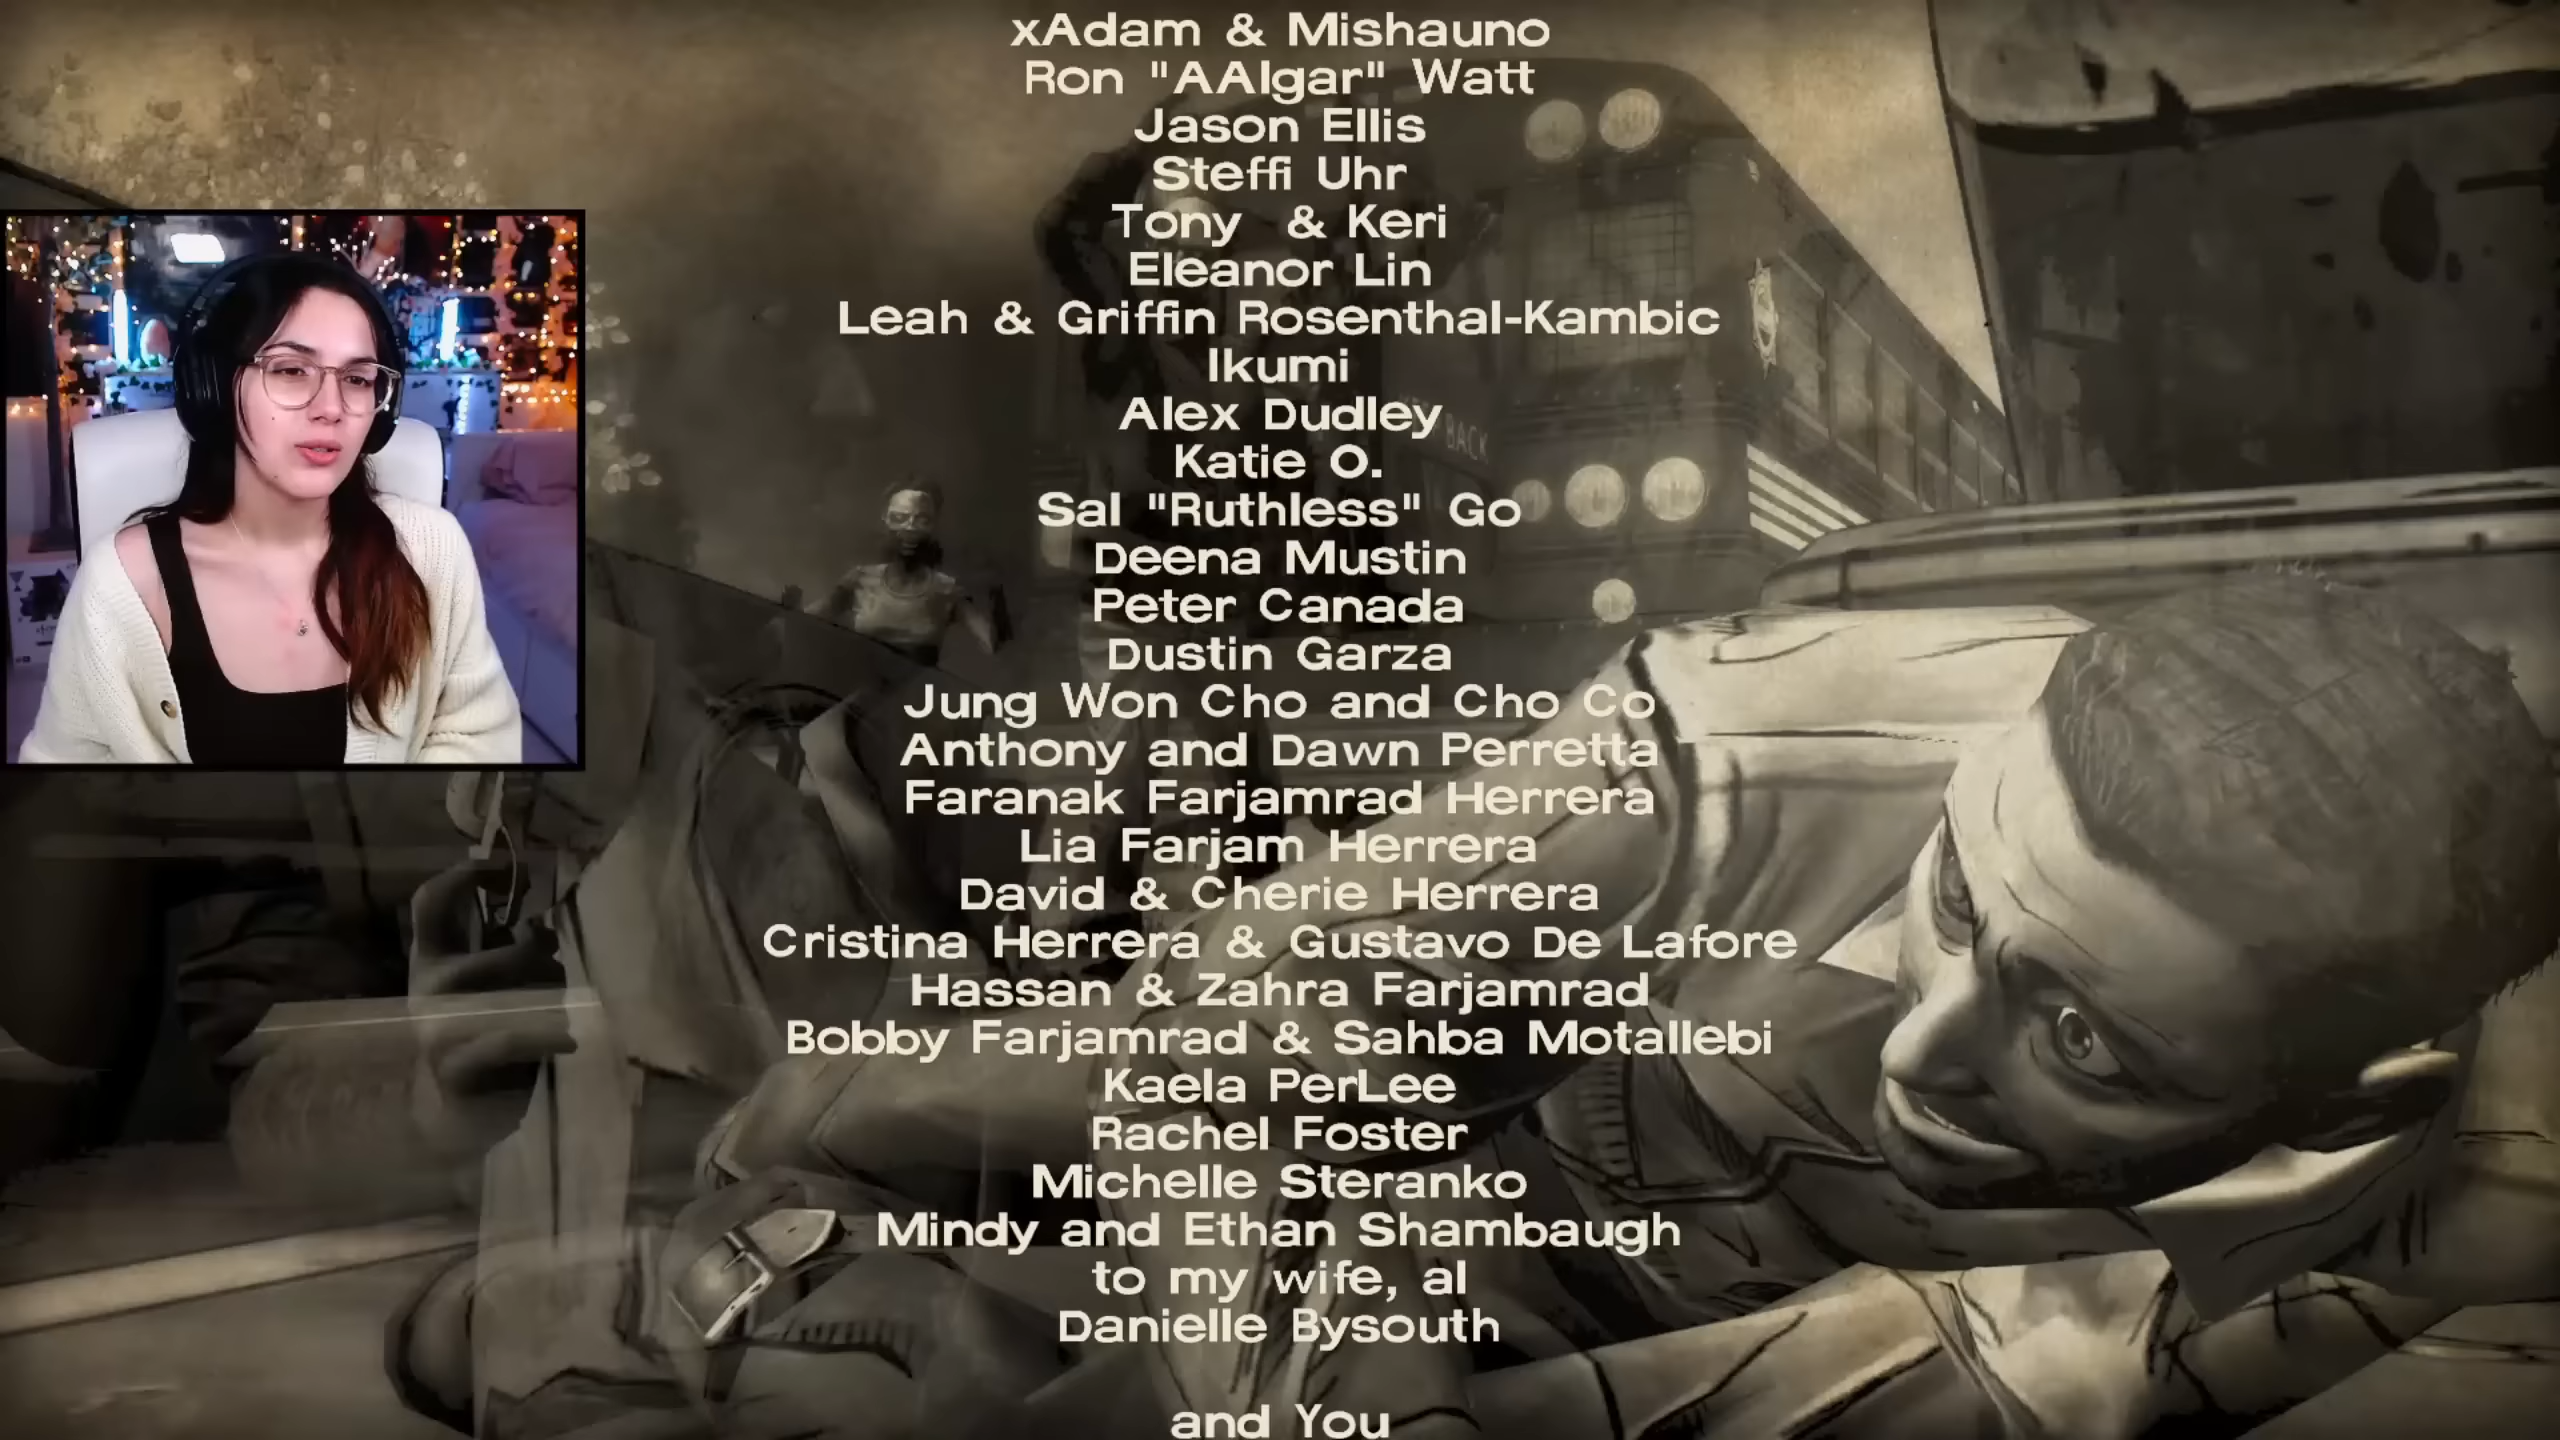 xAdam & Mishauno
Ron "AAlgar" Watt
Jason Ellis
Steffi Uhr
Tony & Keri
Eleanor Lin
Leah & Griffin Rosenthal-Kambic
Ikumi
Alex Dudley
Katie O.
Sal "Ruthless" Go
Deena Mustin
Peter Canada
Dustin Garza
Jung Won Cho and Cho Co
Anthony and Dawn Perretta
Faranak Farjamrad Herrera
Lia Farjam Herrera
David & Cherie Herrera
Cristina Herrera & Gustavo De Lafore
Hassan & Zahra Farjamrad
Bobby Farjamrad & Sahba Motallebi
Kaela PerLee
Rachel Foster
Michelle Steranko
Mindy and Ethan Shambaugh
to my wife, al
Danielle Bysouth
and You
BACK